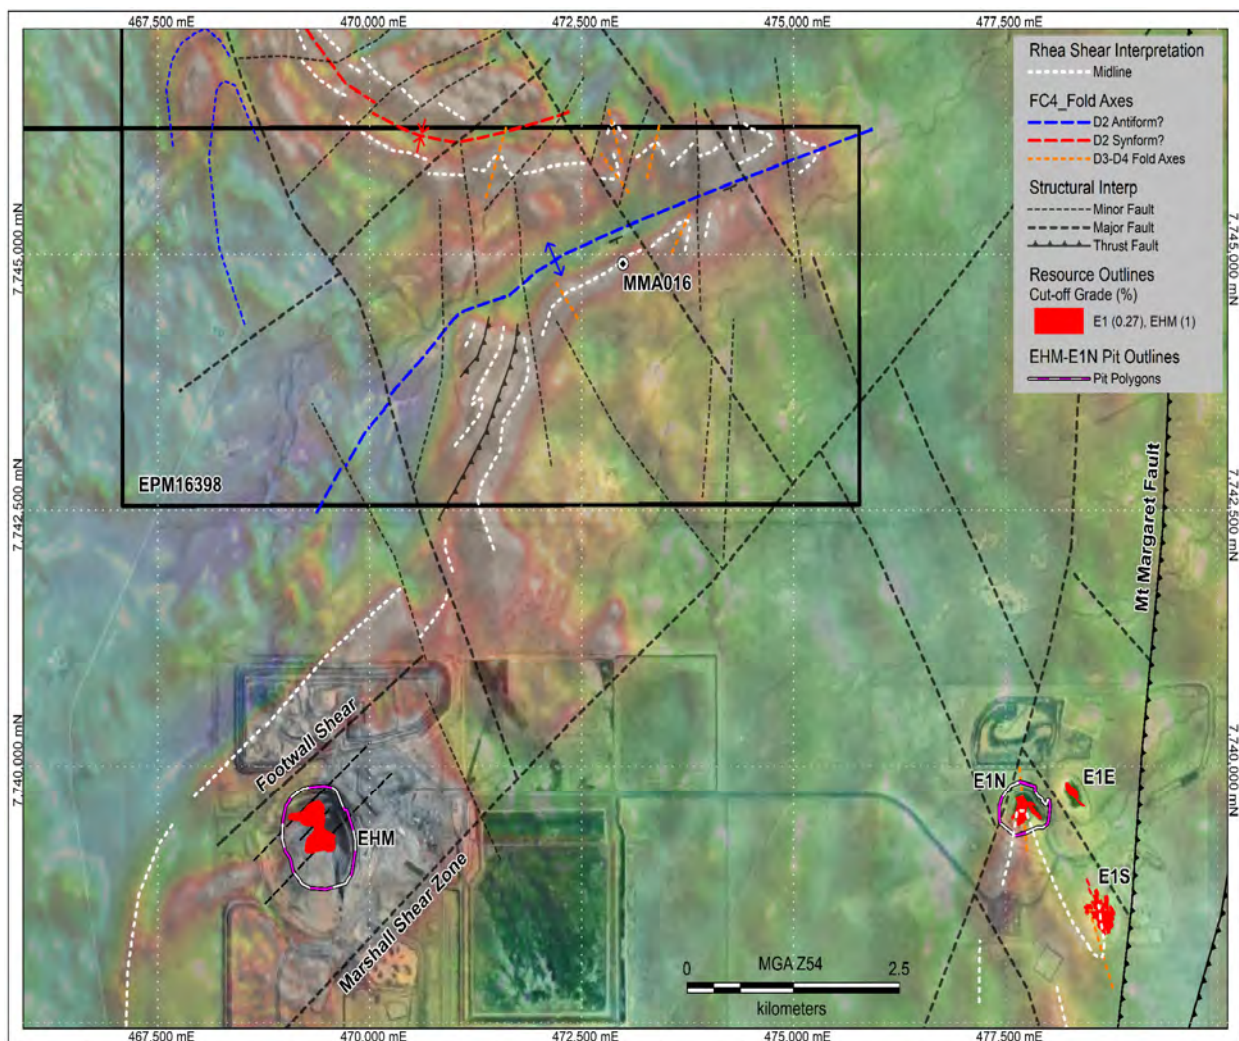 467,500 mE
470,000 mE
472,500 mE
475,000 mE
477,500 mE
Rhea Shear Interpretation
Midline
FC4_Fold Axes
D2 Antiform?
D2 Synform?
D3-D4 Fold Axes
Structural Interp
Minor Fault
Major Fault
Thrust Fault
Resource Outlines
Cut-off Grade (%)
E1 (0.27), EHM (1)
EHM-E1N Pit Outlines
Pit Polygons
7,745,000 mN
7,745,000 mN
MMA016
EPM16398
7,742,500 mN
7,742,500 mN
Mt Margaret Fault
Footwall Shear
7,740,000 mN
7,740,000 mN
E1N
E1E
EHM
E1S
Marshall Shear Zone
0
MGA Z54
2.5
kilometers
467,500 mE
470,000 mE
472,500 mE
475,000 mE
477,500 mE